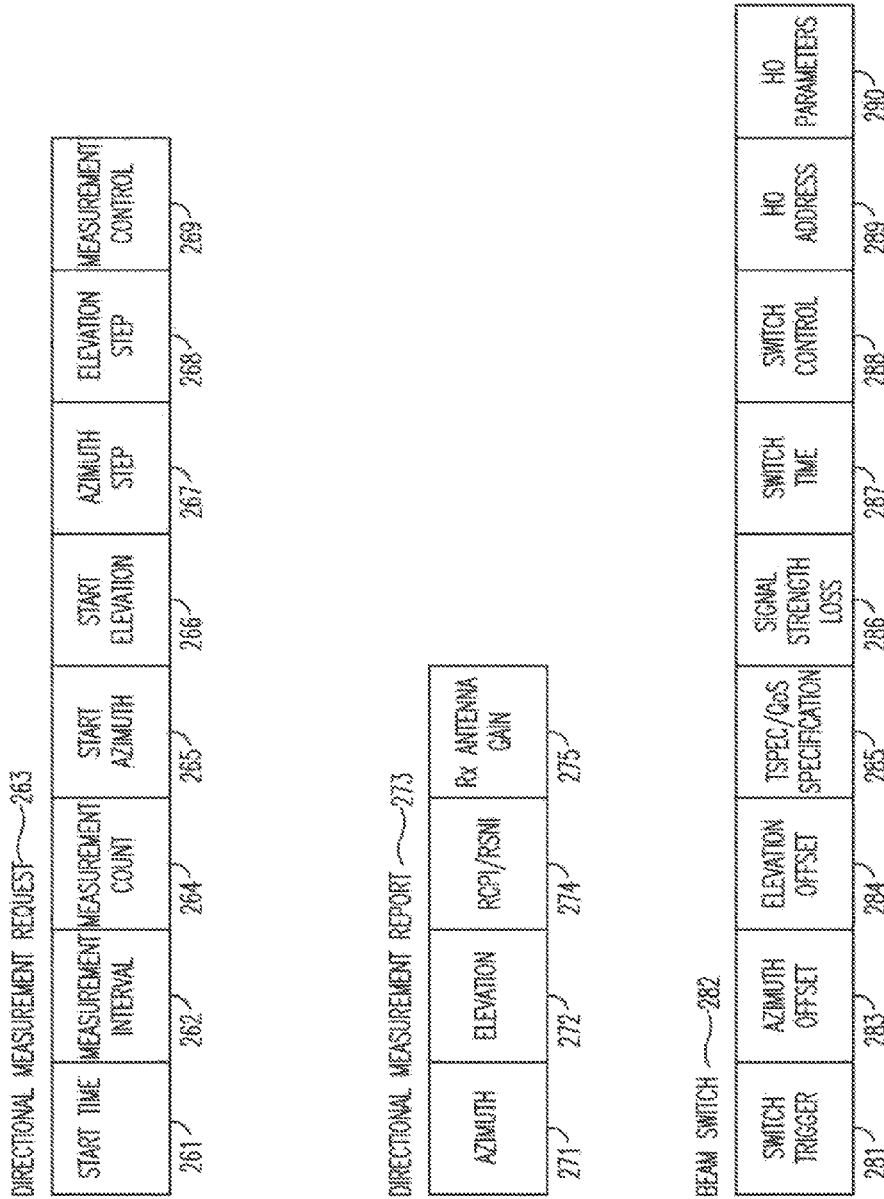 DIRECTIONAL MEASUREMENT REQUEST 263
START TIME
MEASUREMENT
INTERVAL
MEASUREMENT
COUNT
START
AZIMUTH
START
ELEVATION
AZIMUTH
STEP
ELEVATION
STEP
MEASUREMENT
CONTROL
261
262
264
265
266
267
268
269
DIRECTIONAL MEASUREMENT REPORT 273
AZIMUTH
ELEVATION
RCPI/RSNI
Rx ANTENNA
GAIN
271
272
274
275
BEAM SWITCH 282
SWITCH
TRIGGER
AZIMUTH
OFFSET
ELEVATION
OFFSET
TSPEC/QoS
SPECIFICATION
SIGNAL
STRENGTH
LOSS
SWITCH
TIME
SWITCH
CONTROL
HO
ADDRESS
HO
PARAMETERS
281
283
284
285
286
287
288
289
290